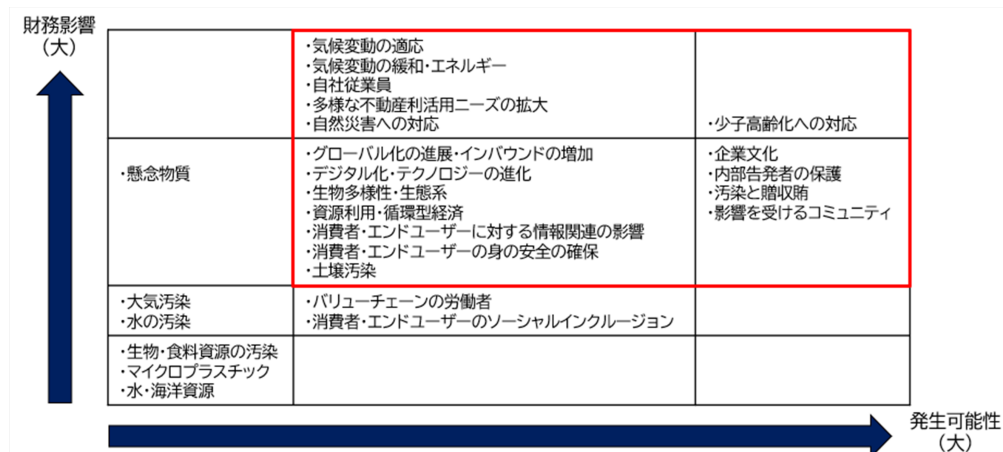 財務影響
（大）
・気候変動の適応
・気候変動の緩和・エネルギー
・自社従業員
・多様な不動産利活用ニーズの拡大
・自然災害への対応
・少子高齢化への対応
・懸念物質
・グローバル化の進展・インバウンドの増加
・デジタル化・テクノロジーの進化
・生物多様性・生態系
・資源利用・循環型経済
・消費者・エンドユーザーに対する情報関連の影響
・消費者・エンドユーザーの身の安全の確保
・土壌汚染
・企業文化
・内部告発者の保護
・汚染と贈収賄
・影響を受けるコミュニティ
・大気汚染
・水の汚染
・バリューチェーンの労働者
・消費者・エンドユーザーのソーシャルインクルージョン
・生物・食料資源の汚染
・マイクロプラスチック
・水・海洋資源
発生可能性
（大）